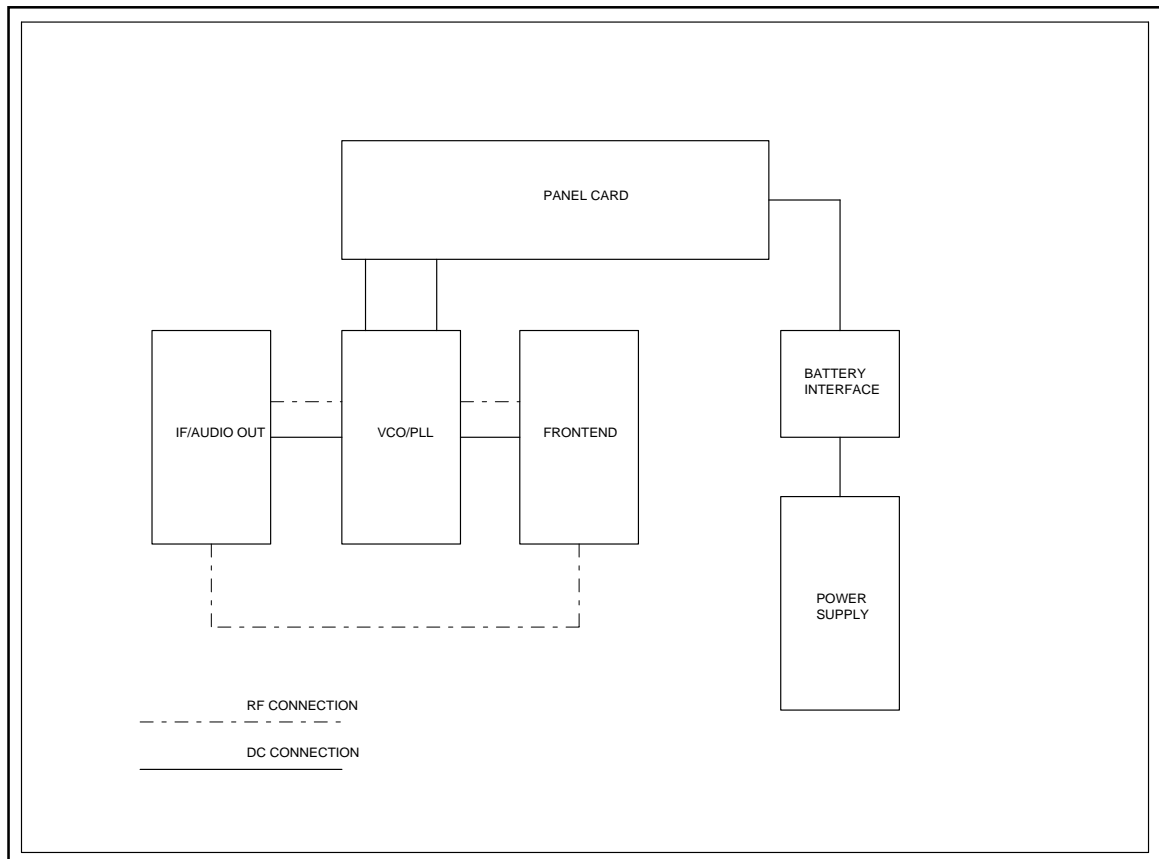 PANEL CARD
BATTERY
INTERFACE
IF/AUDIO OUT
VCO/PLL
FRONTEND
POWER
SUPPLY
RF CONNECTION
DC CONNECTION